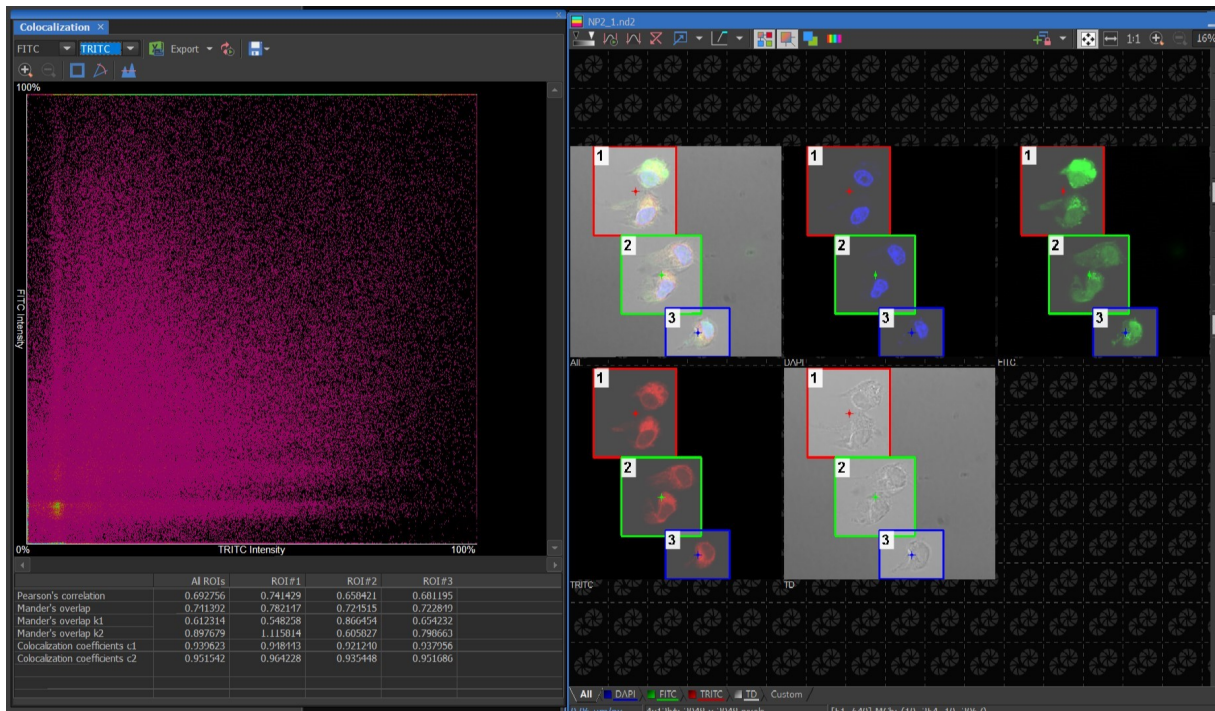 Colocalization ×
FITC TRITC Export
100%
FITC Intensity
0% TRITC Intensity 100%
All ROIs ROI#1 ROI#2 ROI#3
Pearson's correlation 0.692756 0.741429 0.658421 0.681195
Mander's overlap 0.741392 0.782147 0.724515 0.722849
Mander's overlap k1 0.612314 0.548258 0.866454 0.654232
Mander's overlap k2 0.897679 1.115814 0.605827 0.798663
Colocalization coefficients c1 0.939623 0.948443 0.921240 0.937956
Colocalization coefficients c2 0.951542 0.964228 0.935448 0.951686
NP2_1.nd2
1:1 16%
1 1 1
2 2 2
3 3 3
All DAPI FITC
1 1
2 2
3 3
TRITC TD
All DAPI FITC TRITC TD Custom